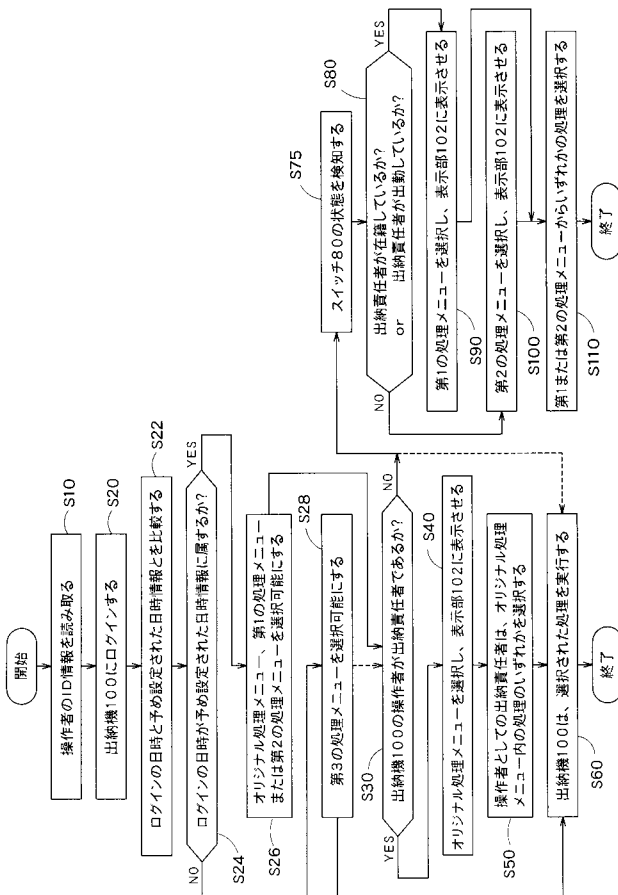 開始
操作者のID情報を読み取る
S10
出納機100にログインする
S20
ログインの日時と予め設定された日時情報とを比較する
S22
ログインの日時が予め設定された日時情報に属するか?
S24
NO
YES
オリジナル処理メニュー、第1の処理メニュー
または第2の処理メニューを選択可能にする
S26
第3の処理メニューを選択可能にする
S28
出納機100の操作者が出納責任者であるか?
S30
YES
NO
オリジナル処理メニューを選択し、表示部102に表示させる
S40
操作者としての出納責任者は、オリジナル処理
メニュー内の処理のいずれかを選択する
S50
出納機100は、選択された処理を実行する
S60
終了
スイッチ80の状態を検知する
S75
出納責任者が在籍しているか?
or
出納責任者が出勤しているか?
S80
NO
YES
第1の処理メニューを選択し、表示部102に表示させる
S90
第2の処理メニューを選択し、表示部102に表示させる
S100
第1または第2の処理メニューからいずれかの処理を選択する
S110
終了